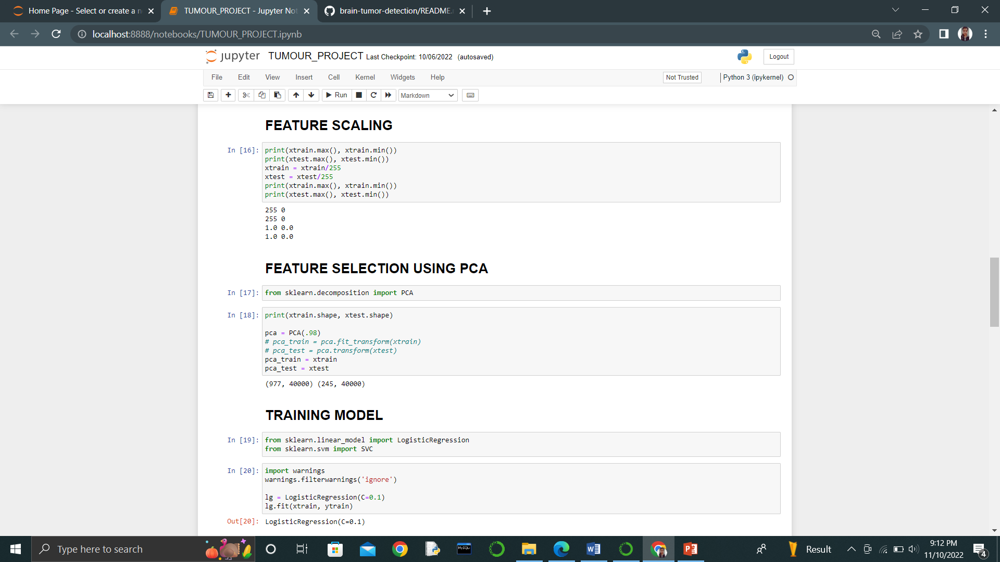 Home Page - Select or create a n
TUMOUR_PROJECT - Jupyter Not
brain-tumor-detection/README.
localhost:8888/notebooks/TUMOUR_PROJECT.ipynb
jupyter TUMOUR_PROJECT Last Checkpoint: 10/06/2022 (autosaved)
Logout
File Edit View Insert Cell Kernel Widgets Help
Not Trusted
Python 3 (ipykernel)
Run
Markdown
FEATURE SCALING
In [16]: print(xtrain.max(), xtrain.min())
print(xtest.max(), xtest.min())
xtrain = xtrain/255
xtest = xtest/255
print(xtrain.max(), xtrain.min())
print(xtest.max(), xtest.min())
255 0
255 0
1.0 0.0
1.0 0.0
FEATURE SELECTION USING PCA
In [17]: from sklearn.decomposition import PCA
In [18]: print(xtrain.shape, xtest.shape)
pca = PCA(.98)
# pca_train = pca.fit_transform(xtrain)
# pca_test = pca.transform(xtest)
pca_train = xtrain
pca_test = xtest
(977, 40000) (245, 40000)
TRAINING MODEL
In [19]: from sklearn.linear_model import LogisticRegression
from sklearn.svm import SVC
In [20]: import warnings
warnings.filterwarnings('ignore')
lg = LogisticRegression(C=0.1)
lg.fit(xtrain, ytrain)
Out[20]: LogisticRegression(C=0.1)
Type here to search
Result
9:12 PM
11/10/2022
4